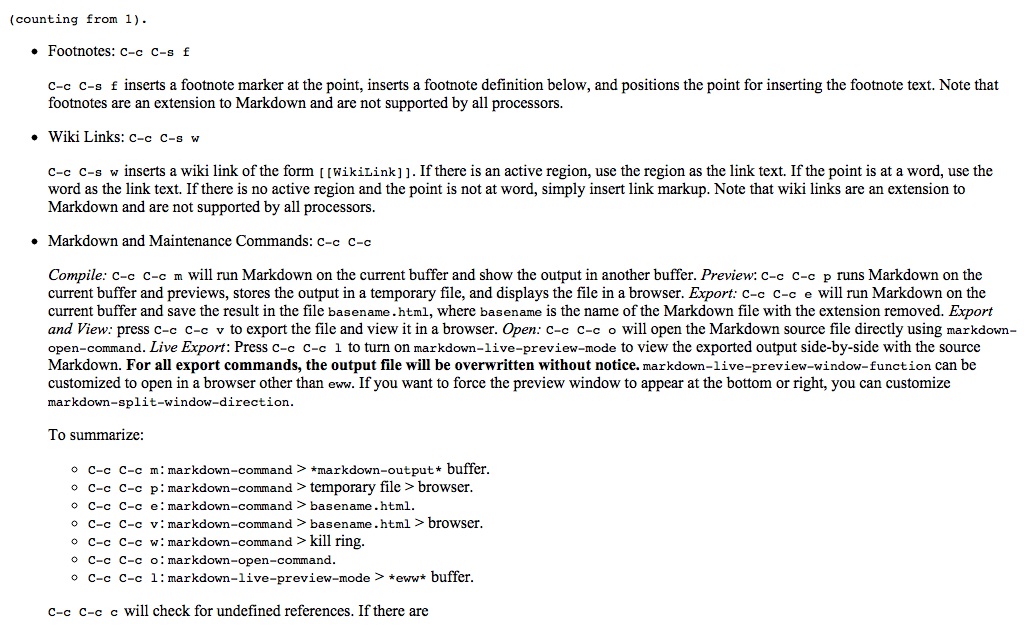 (counting from 1).
• Footnotes: C-c C-s f
C-c C-s f inserts a footnote marker at the point, inserts a footnote definition below, and positions the point for inserting the footnote text. Note that
footnotes are an extension to Markdown and are not supported by all processors.
• Wiki Links: C-c C-s w
C-c C-s w inserts a wiki link of the form [[WikiLink]]. If there is an active region, use the region as the link text. If the point is at a word, use the
word as the link text. If there is no active region and the point is not at word, simply insert link markup. Note that wiki links are an extension to
Markdown and are not supported by all processors.
• Markdown and Maintenance Commands: C-c C-c
Compile: C-c C-c m will run Markdown on the current buffer and show the output in another buffer. Preview: C-c C-c p runs Markdown on the
current buffer and previews, stores the output in a temporary file, and displays the file in a browser. Export: C-c C-c e will run Markdown on the
current buffer and save the result in the file basename.html, where basename is the name of the Markdown file with the extension removed. Export
and View: press C-c C-c v to export the file and view it in a browser. Open: C-c C-c o will open the Markdown source file directly using markdown-
open-command. Live Export: Press C-c C-c l to turn on markdown-live-preview-mode to view the exported output side-by-side with the source
Markdown. For all export commands, the output file will be overwritten without notice. markdown-live-preview-window-function can be
customized to open in a browser other than eww. If you want to force the preview window to appear at the bottom or right, you can customize
markdown-split-window-direction.
To summarize:
◦ C-c C-c m: markdown-command > *markdown-output* buffer.
◦ C-c C-c p: markdown-command > temporary file > browser.
◦ C-c C-c e: markdown-command > basename.html.
◦ C-c C-c v: markdown-command > basename.html > browser.
◦ C-c C-c w: markdown-command > kill ring.
◦ C-c C-c o: markdown-open-command.
◦ C-c C-c l: markdown-live-preview-mode > *eww* buffer.
C-c C-c c will check for undefined references. If there are